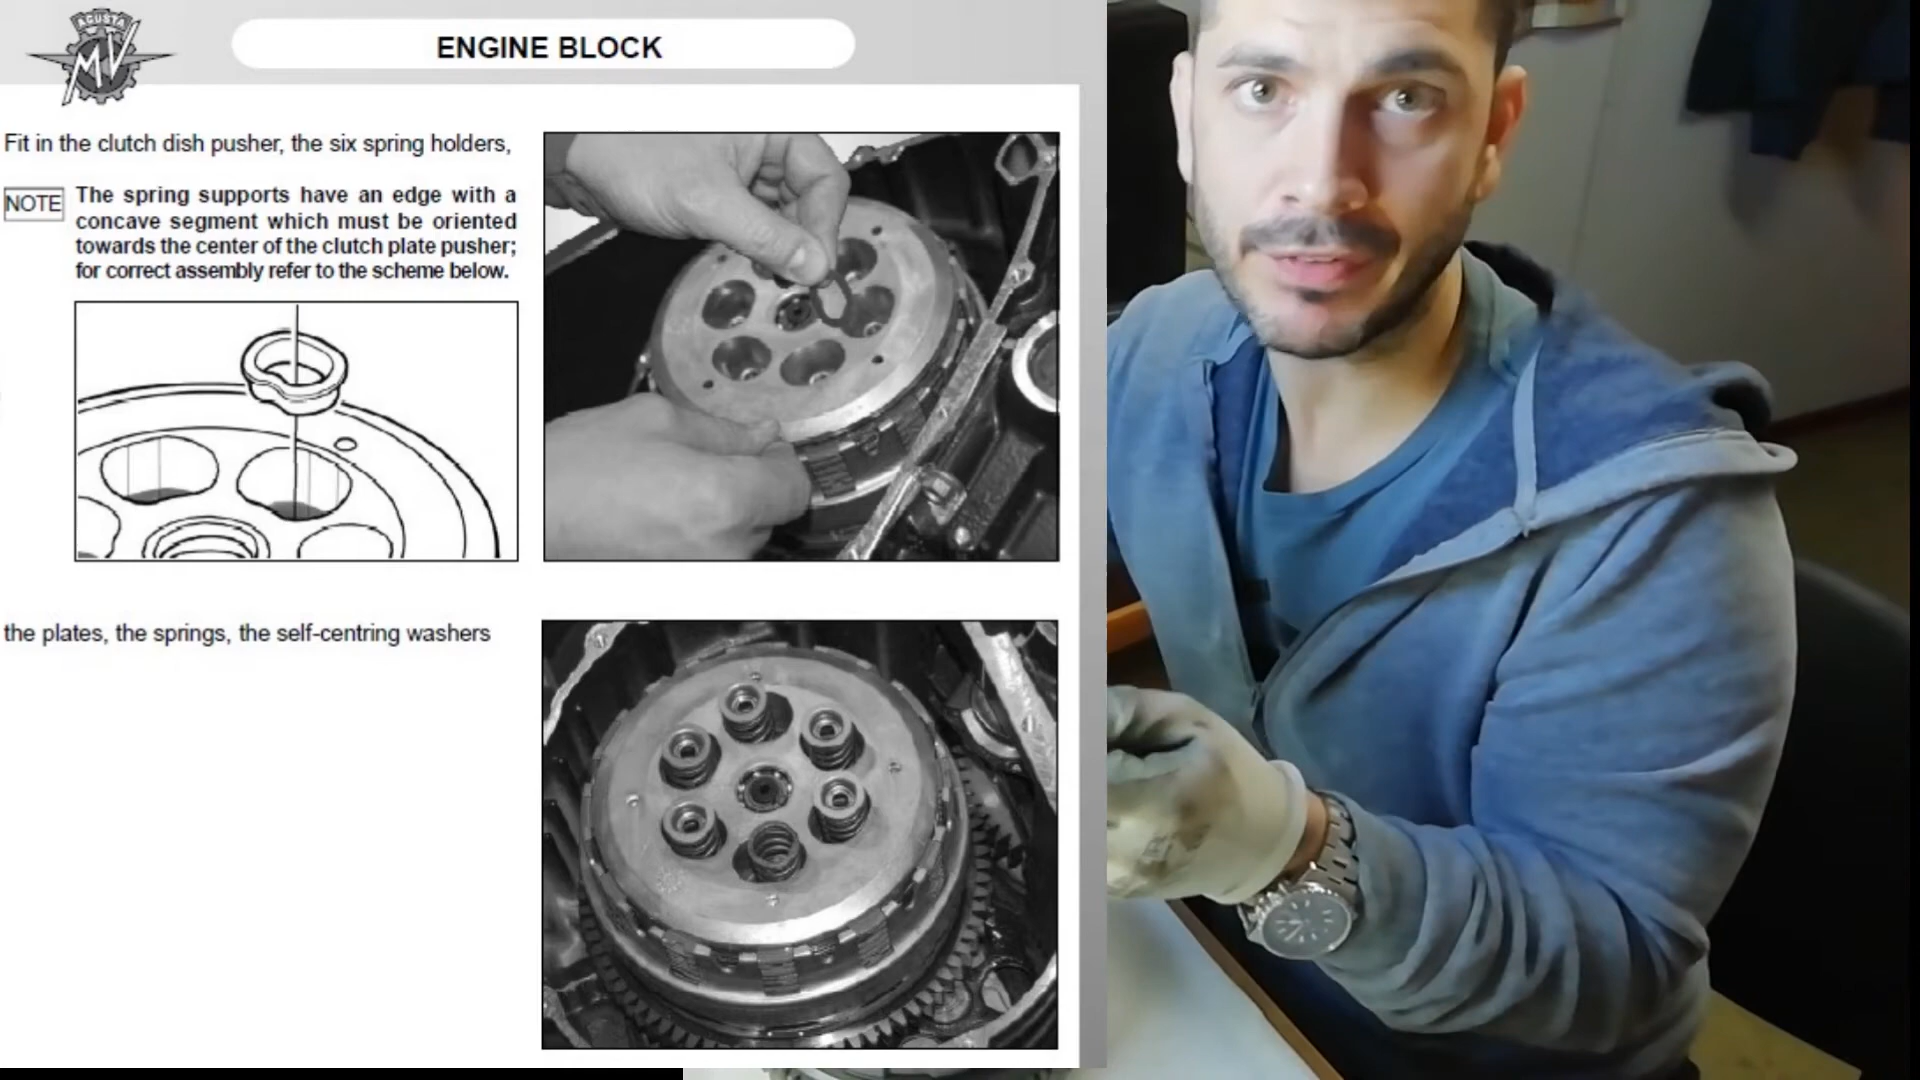 AGUSTA
MV
ENGINE BLOCK
Fit in the clutch dish pusher, the six spring holders,
NOTE
The spring supports have an edge with a
concave segment which must be oriented
towards the center of the clutch plate pusher;
for correct assembly refer to the scheme below.
the plates, the springs, the self-centring washers